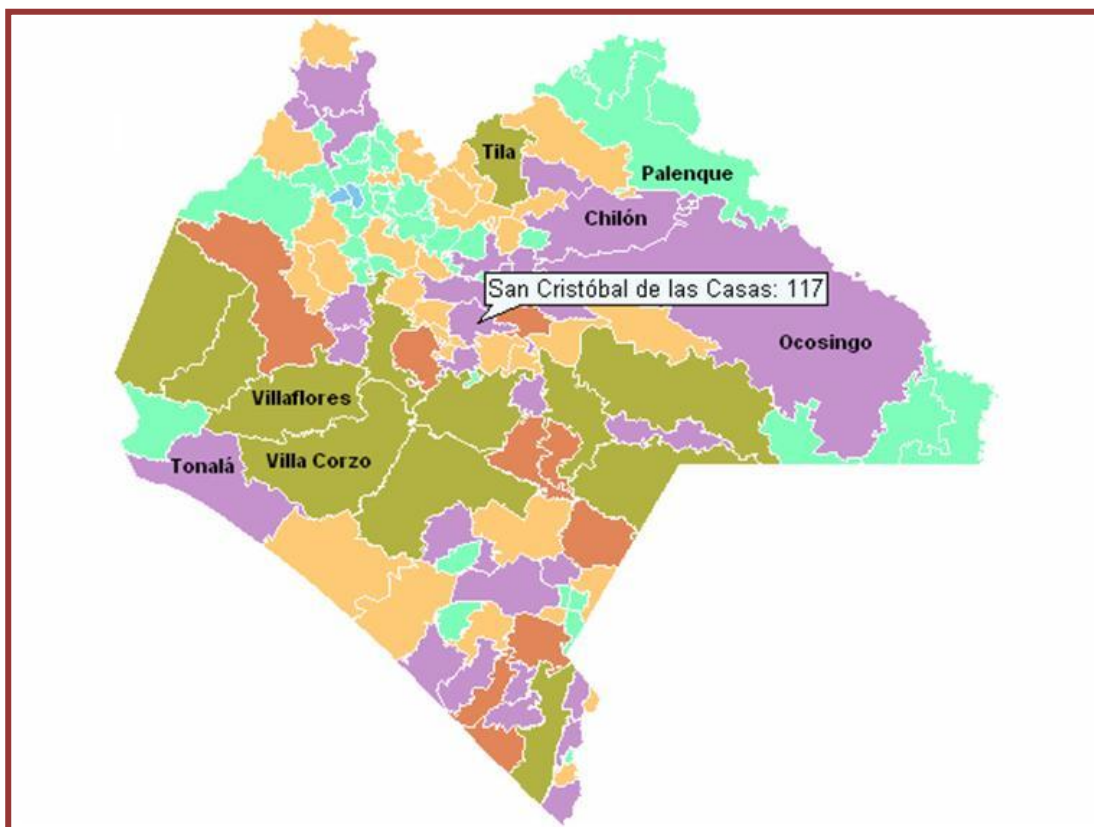 Tila
Palenque
Chilón
San Cristóbal de las Casas: 117
Ocosingo
Villaflores
Tonalá
Villa Corzo